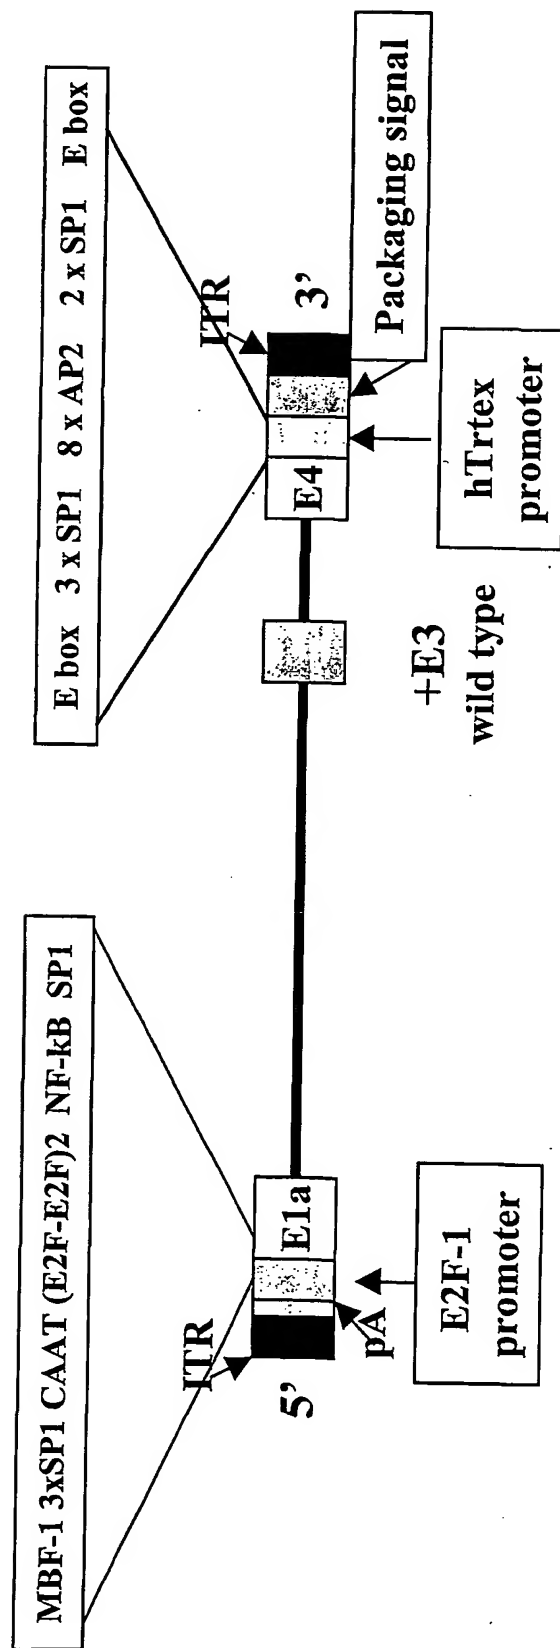 MBF-1 3xSP1 CAAT (E2F-E2F)2 NF-kB SP1
E box 3 x SP1 8 x AP2 2 x SP1 E box
ITR
5'
E1a
pA
E2F-1
promoter
+E3
wild type
E4
ITR
3'
hTrtex
promoter
Packaging signal